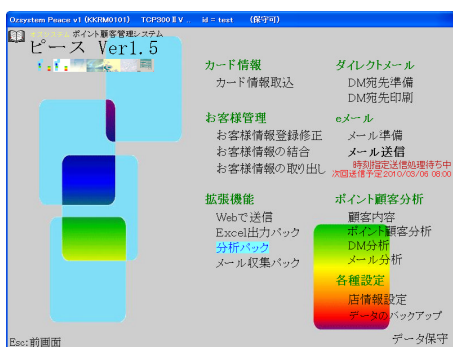 Ozsystem Peace v1 (KKRM0101) TCP300ⅡV... id = test (保守可)
オヅシステム ポイント顧客管理システム
ピース Ver1.5
カード情報
カード情報取込
お客様管理
お客様情報登録修正
お客様情報の結合
お客様情報の取り出し
拡張機能
Webで送信
Excel出力パック
分析パック
メール収集パック
ダイレクトメール
DM宛先準備
DM宛先印刷
eメール
メール準備
メール送信
時刻指定送信処理待ち中
次回送信予定2010/03/06 08:00
ポイント顧客分析
顧客内容
ポイント顧客分析
DM分析
メール分析
各種設定
店情報設定
データのバックアップ
データ保守
Esc:前画面